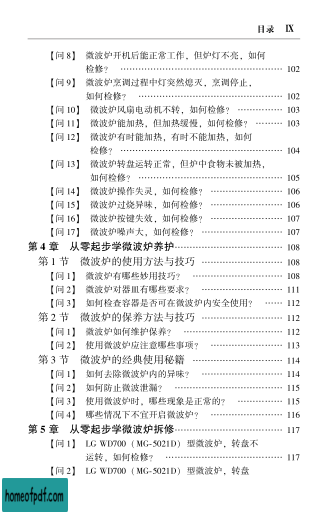 目录 Ⅸ
【问 8】 微波炉开机后能正常工作，但炉灯不亮，如何
检修？ …… 102
【问 9】 微波炉烹调过程中灯突然熄灭，烹调停止，
如何检修？ …… 102
【问 10】 微波炉风扇电动机不转，如何检修？ …… 103
【问 11】 微波炉能加热，但加热缓慢，如何检修？ …… 103
【问 12】 微波炉有时能加热，有时不能加热，如何
检修？ …… 104
【问 13】 微波炉转盘运转正常，但炉中食物未被加热，
如何检修？ …… 105
【问 14】 微波炉操作失灵，如何检修？ …… 106
【问 15】 微波炉过烧异味，如何检修？ …… 106
【问 16】 微波炉按键失效，如何检修？ …… 107
【问 17】 微波炉噪声大，如何检修？ …… 107
第 4 章 从零起步学微波炉养护 …… 108
第 1 节 微波炉的使用方法与技巧 …… 108
【问 1】 微波炉有哪些妙用技巧？ …… 108
【问 2】 微波炉对器皿有哪些要求？ …… 111
【问 3】 如何检查容器是否可在微波炉内安全使用？ …… 112
第 2 节 微波炉的保养方法与技巧 …… 112
【问 1】 微波炉如何维护保养？ …… 112
【问 2】 使用微波炉应注意哪些事项？ …… 113
第 3 节 微波炉的经典使用秘籍 …… 114
【问 1】 如何去除微波炉内的异味？ …… 114
【问 2】 如何防止微波泄漏？ …… 115
【问 3】 使用微波炉时，哪些现象是正常的？ …… 115
【问 4】 哪些情况下不宜开启微波炉？ …… 116
第 5 章 从零起步学微波炉拆修 …… 117
【问 1】 LG WD700（MG-5021D）型微波炉，转盘不
运转，如何检修？ …… 117
【问 2】 LG WD700（MG-5021D）型微波炉，转盘
homeofpdf.com